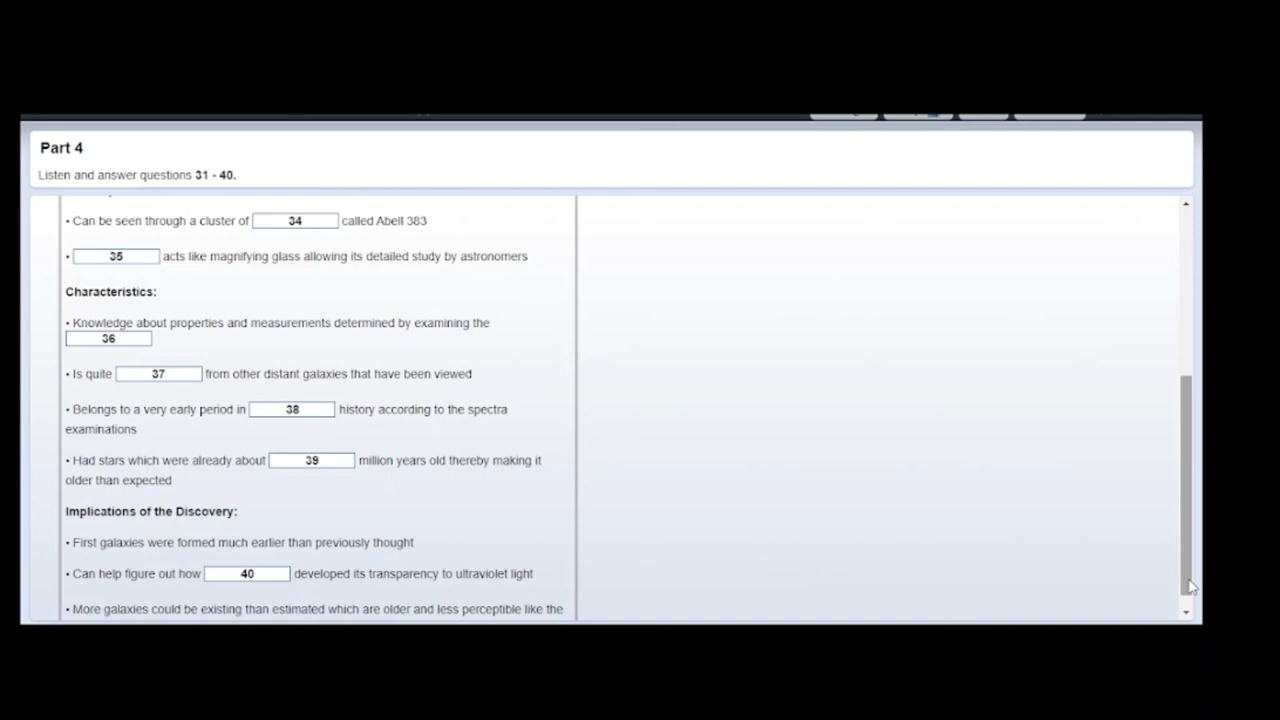 Part 4
Listen and answer questions 31 - 40.
• Can be seen through a cluster of 34 called Abell 383
• 35 acts like magnifying glass allowing its detailed study by astronomers
Characteristics:
• Knowledge about properties and measurements determined by examining the
36
• Is quite 37 from other distant galaxies that have been viewed
• Belongs to a very early period in 38 history according to the spectra
examinations
• Had stars which were already about 39 million years old thereby making it
older than expected
Implications of the Discovery:
• First galaxies were formed much earlier than previously thought
• Can help figure out how 40 developed its transparency to ultraviolet light
• More galaxies could be existing than estimated which are older and less perceptible like the